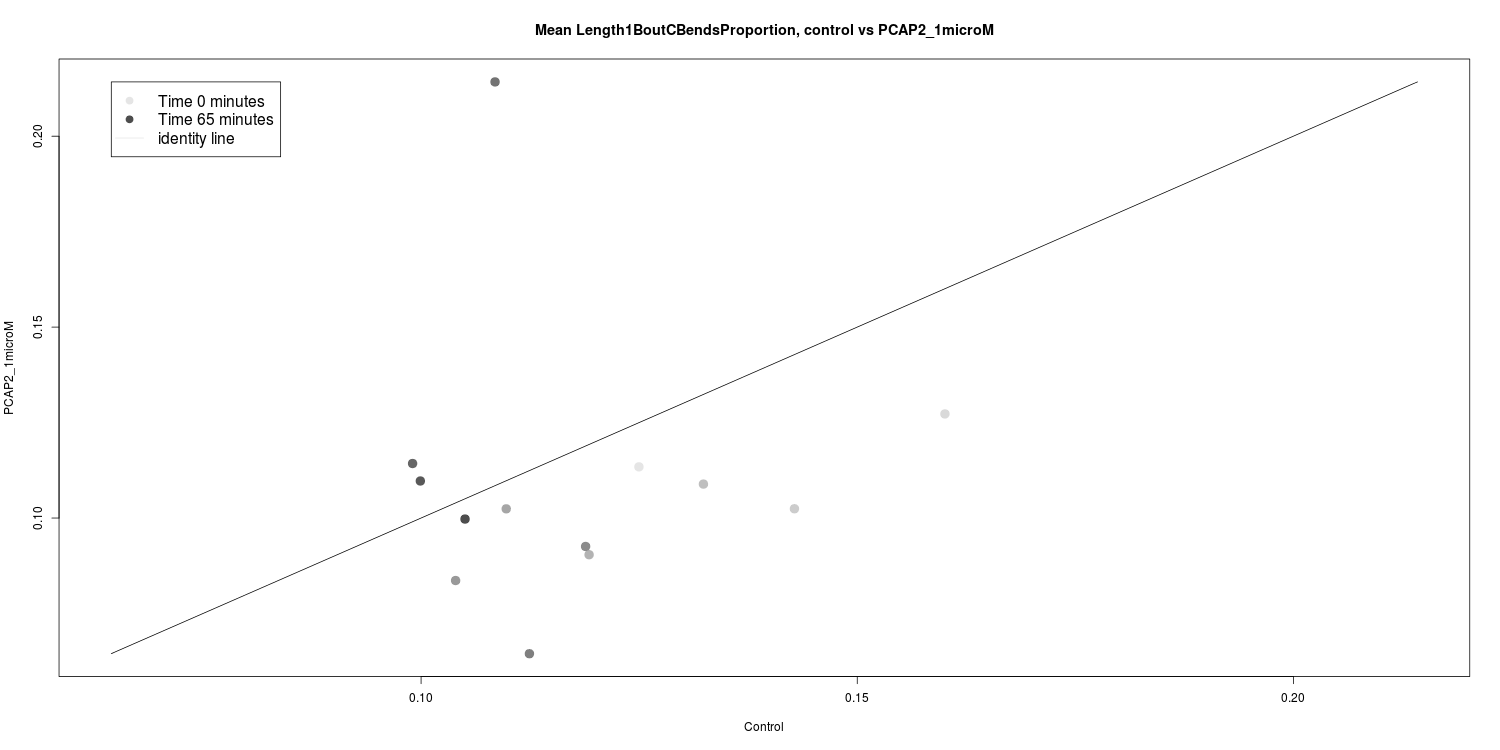 Mean Length1BoutCBendsProportion, control vs PCAP2_1microM
Time 0 minutes
Time 65 minutes
identity line
0.20
0.15
0.10
PCAP2_1microM
0.10
0.15
0.20
Control